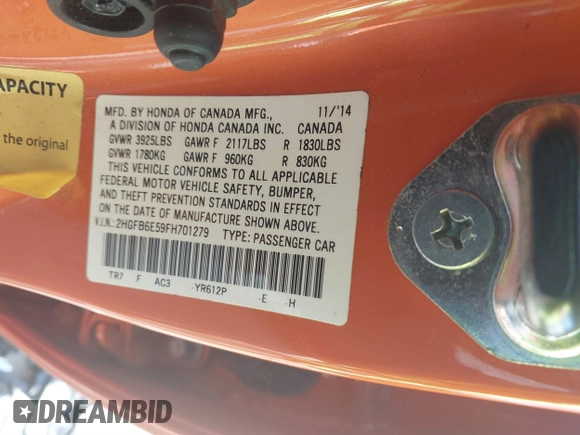 APACITY
the original
MFD. BY HONDA OF CANADA MFG., 11/'14
A DIVISION OF HONDA CANADA INC. CANADA
GVWR 3925LBS GAWR F 2117LBS R 1830LBS
GVWR 1780KG GAWR F 960KG R 830KG
THIS VEHICLE CONFORMS TO ALL APPLICABLE
FEDERAL MOTOR VEHICLE SAFETY, BUMPER,
AND THEFT PREVENTION STANDARDS IN EFFECT
ON THE DATE OF MANUFACTURE SHOWN ABOVE.
V.I.N.:2HGFB6E59FH701279 TYPE: PASSENGER CAR
TR7 F AC3 -YR612P -E -H
DREAMBID